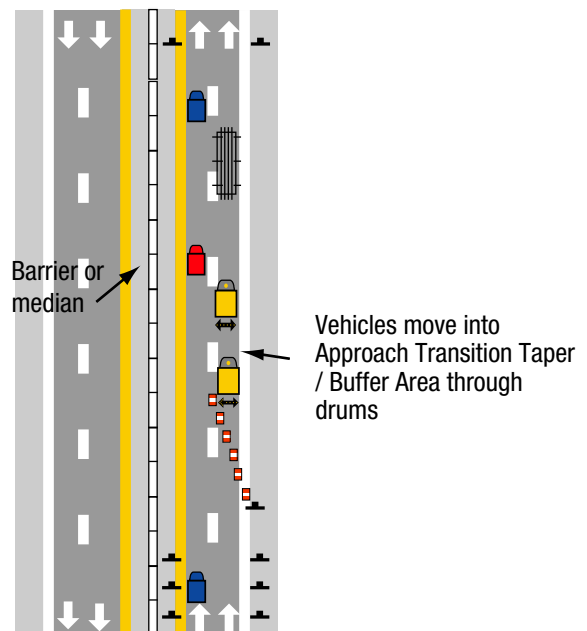 Barrier or
median
Vehicles move into
Approach Transition Taper
/ Buffer Area through
drums